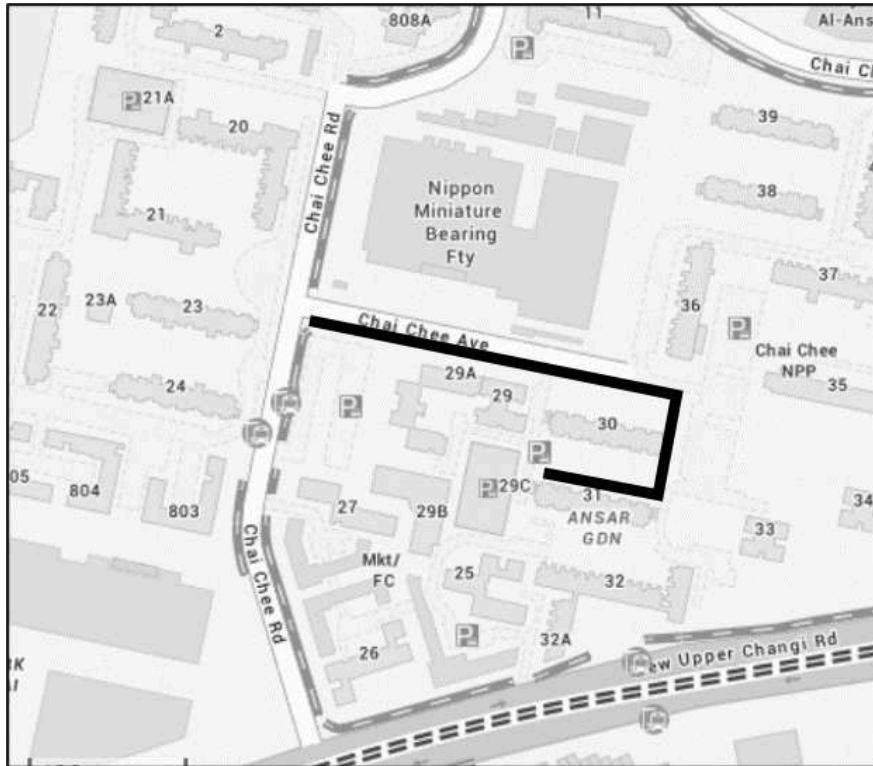 2
808A
11
Al-Ans
Chai Ch
P
P 21A
20
Chai Chee Rd
39
38
Nippon
Miniature
Bearing
Fty
21
22
23A
23
36
37
P
Chai Chee Ave
Chai Chee
NPP
24
29A
29
35
P
30
P
05
804
803
27
29B
P 29C
31
ANSAR
GDN
33
34
Chai Chee Rd
Mkt/
FC
25
32
26
P
32A
ew Upper Changi Rd
RK
AI